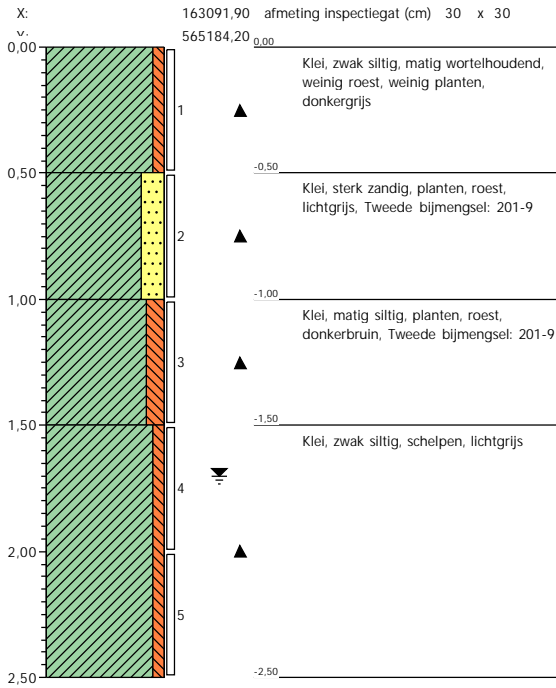 X: 163091,90 afmeting inspectiegat (cm) 30 x 30
565184,20
0,00 0,00
Klei, zwak siltig, matig wortelhoudend,
weinig roest, weinig planten,
donkergrijs
1
0,50 -0,50
Klei, sterk zandig, planten, roest,
lichtgrijs, Tweede bijmengsel: 201-9
2
1,00 -1,00
Klei, matig siltig, planten, roest,
donkerbruin, Tweede bijmengsel: 201-9
3
1,50 -1,50
Klei, zwak siltig, schelpen, lichtgrijs
4
2,00
5
2,50 -2,50